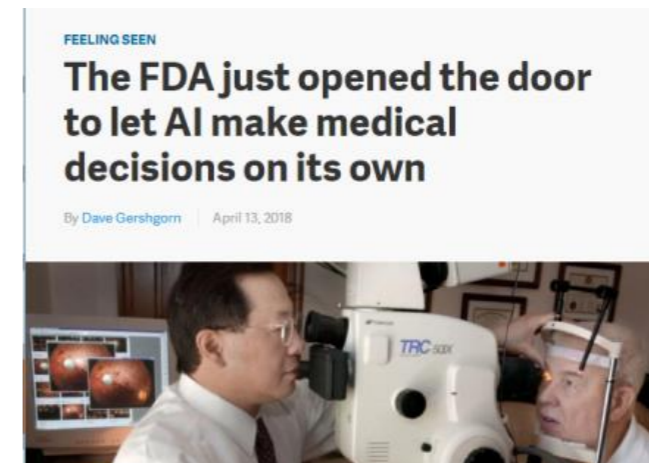 FEELING SEEN
The FDA just opened the door
to let AI make medical
decisions on its own
By Dave Gershgorn April 13, 2018
TRC-50X